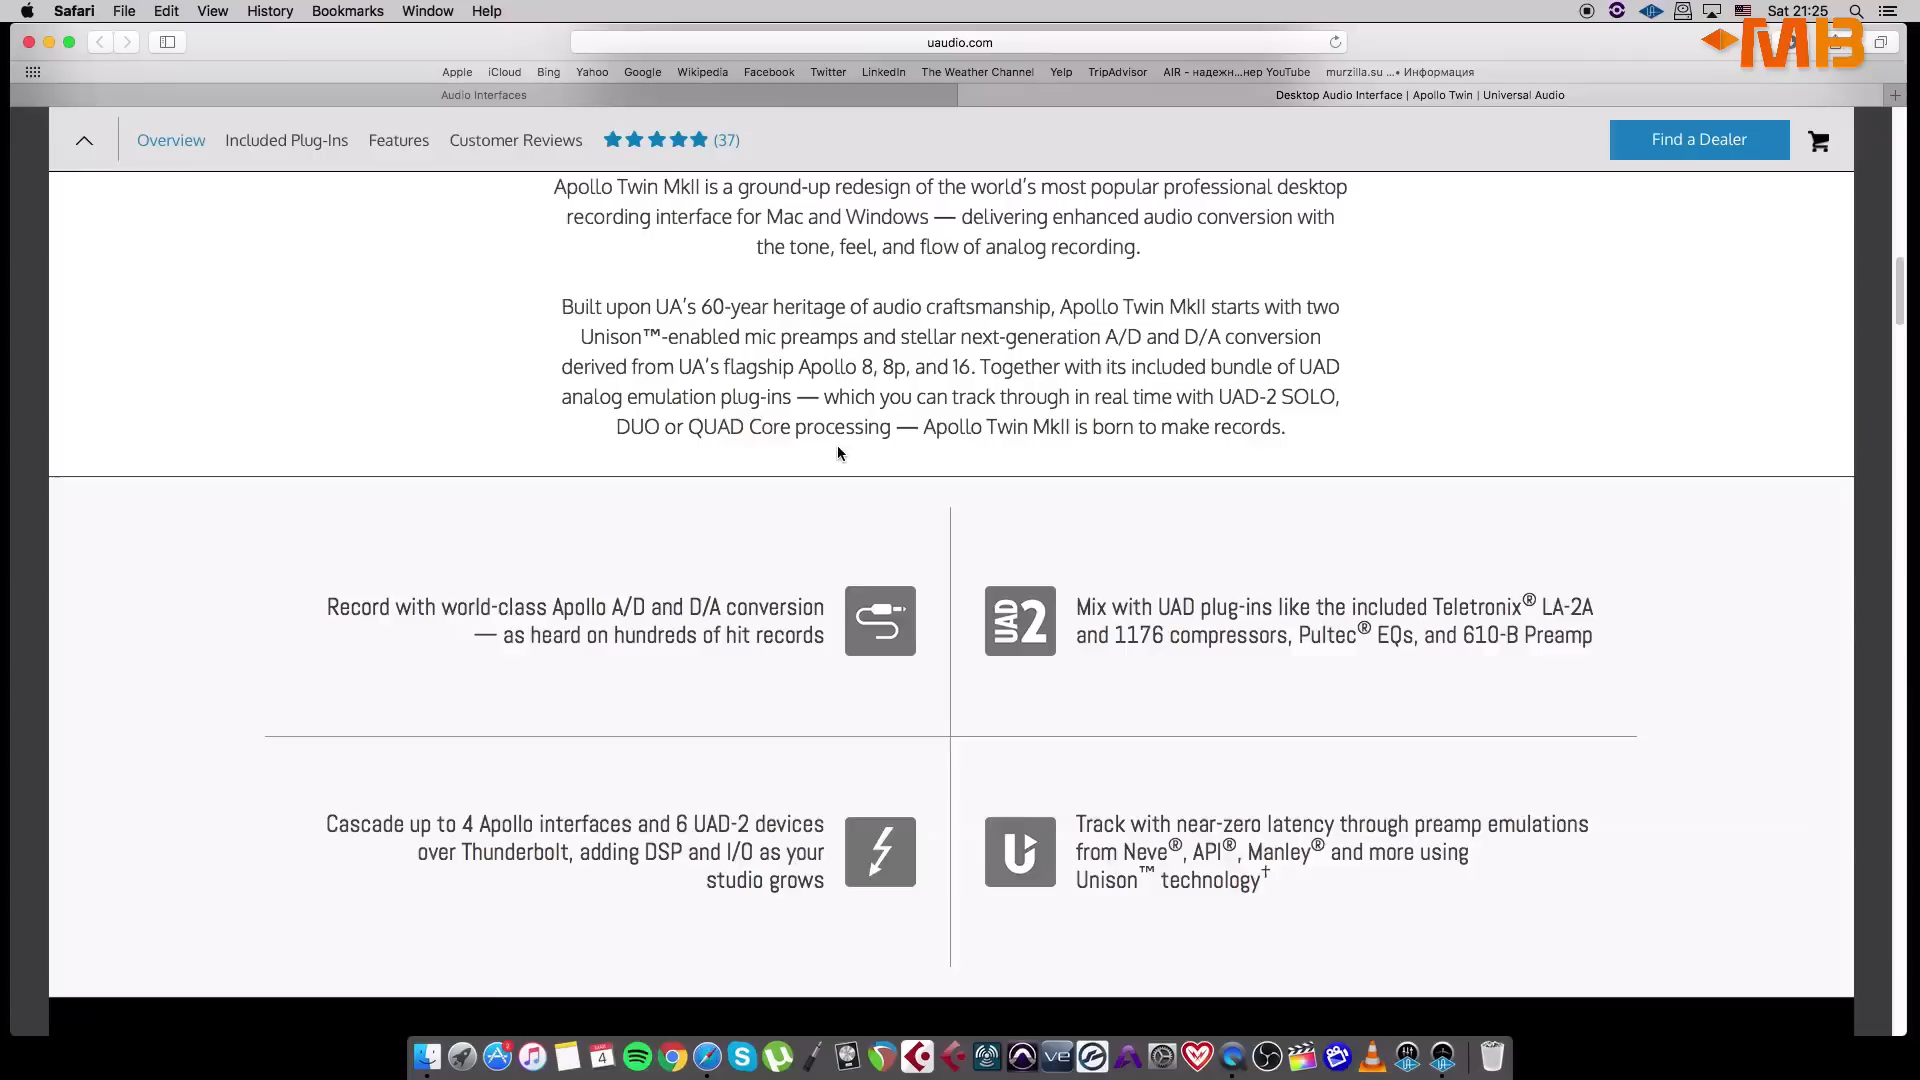 Safari File Edit View History Bookmarks Window Help
Sat 21:25
MB
uaudio.com
Apple iCloud Bing Yahoo Google Wikipedia Facebook Twitter LinkedIn The Weather Channel Yelp TripAdvisor AIR - надежн...нер YouTube murzilla.su ...• Информация
Audio Interfaces
Desktop Audio Interface | Apollo Twin | Universal Audio
Overview Included Plug-Ins Features Customer Reviews (37)
Find a Dealer
Apollo Twin MkII is a ground-up redesign of the world's most popular professional desktop
recording interface for Mac and Windows — delivering enhanced audio conversion with
the tone, feel, and flow of analog recording.
Built upon UA's 60-year heritage of audio craftsmanship, Apollo Twin MkII starts with two
Unison™-enabled mic preamps and stellar next-generation A/D and D/A conversion
derived from UA's flagship Apollo 8, 8p, and 16. Together with its included bundle of UAD
analog emulation plug-ins — which you can track through in real time with UAD-2 SOLO,
DUO or QUAD Core processing — Apollo Twin MkII is born to make records.
Record with world-class Apollo A/D and D/A conversion
— as heard on hundreds of hit records
UAD 2
Mix with UAD plug-ins like the included Teletronix® LA-2A
and 1176 compressors, Pultec® EQs, and 610-B Preamp
Cascade up to 4 Apollo interfaces and 6 UAD-2 devices
over Thunderbolt, adding DSP and I/O as your
studio grows
Track with near-zero latency through preamp emulations
from Neve®, API®, Manley® and more using
Unison™ technology†
4
VE